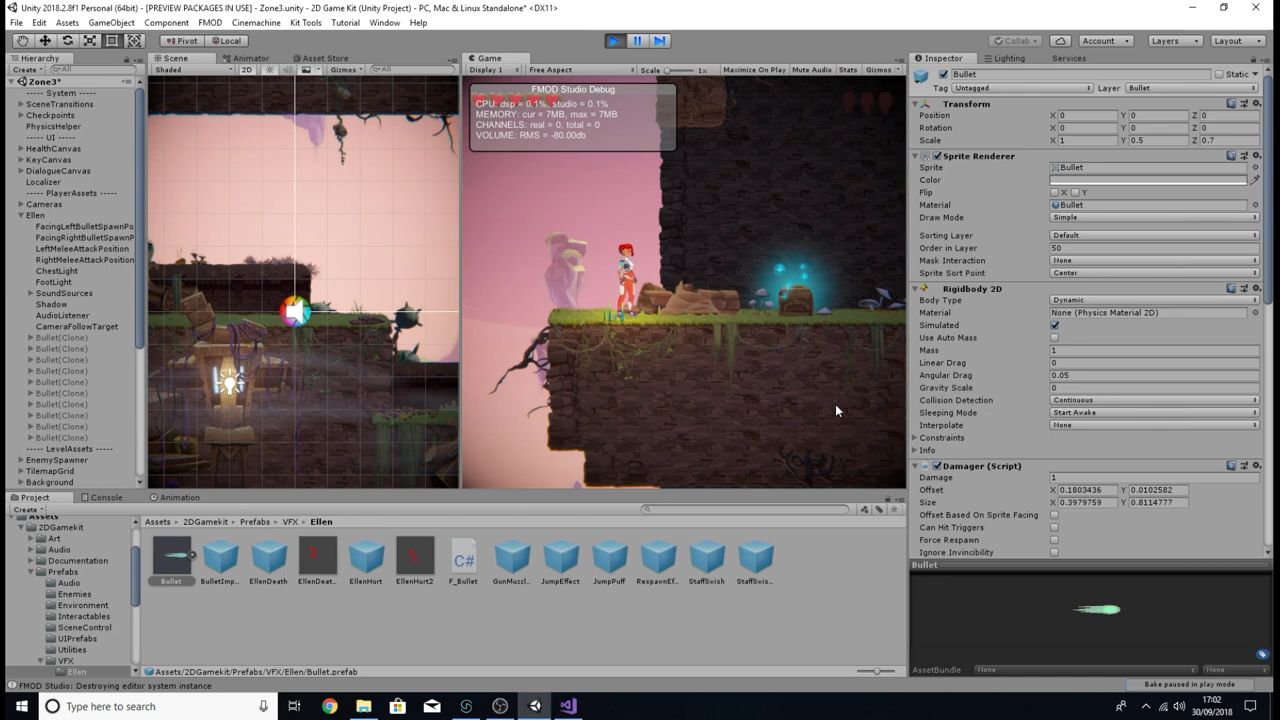 Unity 2018.2.8f1 Personal (64bit) - [PREVIEW PACKAGES IN USE] - Zone3.unity - 2D Game Kit (Unity Project) - PC, Mac & Linux Standalone* <DX11>
File Edit Assets GameObject Component FMOD Cinemachine Kit Tools Tutorial Window Help
Pivot Local Collab Account Layers Layout
Hierarchy
Create All
Zone3*
---- System ----
SceneTransitions
Checkpoints
PhysicsHelper
---- UI ----
HealthCanvas
KeyCanvas
DialogueCanvas
Localizer
----- PlayerAssets -----
Cameras
Ellen
FacingLeftBulletSpawnPo
FacingRightBulletSpawnP
LeftMeleeAttackPosition
RightMeleeAttackPosition
ChestLight
FootLight
SoundSources
Shadow
AudioListener
CameraFollowTarget
Bullet(Clone)
Bullet(Clone)
Bullet(Clone)
Bullet(Clone)
Bullet(Clone)
Bullet(Clone)
Bullet(Clone)
Bullet(Clone)
Bullet(Clone)
Bullet(Clone)
-----LevelAssets-----
EnemySpawner
TilemapGrid
Background
Scene Animator Asset Store
Shaded 2D Gizmos All
Game
Display 1 Free Aspect Scale 1x Maximize On Play Mute Audio Stats Gizmos
FMOD Studio Debug
CPU: dsp = 0.1%, studio = 0.1%
MEMORY: cur = 7MB, max = 7MB
CHANNELS: real = 0, total = 0
VOLUME: RMS = -80.00db
Inspector Lighting Services
Bullet Static
Tag Untagged Layer Bullet
Transform
Position X 0 Y 0 Z 0
Rotation X 0 Y 0 Z 0
Scale X 1 Y 0.5 Z 0.7
Sprite Renderer
Sprite Bullet
Color
Flip X Y
Material Bullet
Draw Mode Simple
Sorting Layer Default
Order in Layer 50
Mask Interaction None
Sprite Sort Point Center
Rigidbody 2D
Body Type Dynamic
Material None (Physics Material 2D)
Simulated
Use Auto Mass
Mass 1
Linear Drag 0
Angular Drag 0.05
Gravity Scale 0
Collision Detection Continuous
Sleeping Mode Start Awake
Interpolate None
Constraints
Info
Damager (Script)
Damage 1
Offset X 0.1803436 Y 0.0102582
Size X 0.3979759 Y 0.8114777
Offset Based On Sprite Facing
Can Hit Triggers
Force Respawn
Ignore Invincibility
Bullet
AssetBundle None None
Project Console Animation
Create
Assets
2DGamekit
Art
Audio
Documentation
Prefabs
Audio
Enemies
Environment
Interactables
SceneControl
UIPrefabs
Utilities
VFX
Ellen
Assets 2DGamekit Prefabs VFX Ellen
Bullet BulletImp... EllenDeath EllenDeat... EllenHurt EllenHurt2 F_Bullet GunMuzzl... JumpEffect JumpPuff RespawnEf... StaffSwish StaffSwis...
C#
Assets/2DGamekit/Prefabs/VFX/Ellen/Bullet.prefab
FMOD Studio: Destroying editor system instance
Bake paused in play mode
Type here to search
17:02
30/09/2018